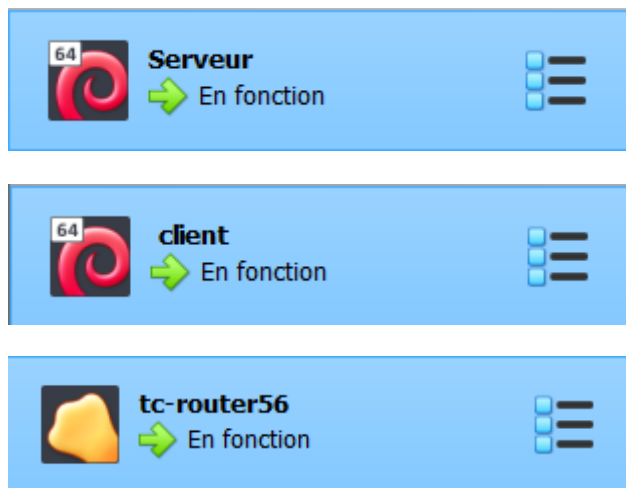 64
Serveur
En fonction
64
client
En fonction
tc-router56
En fonction